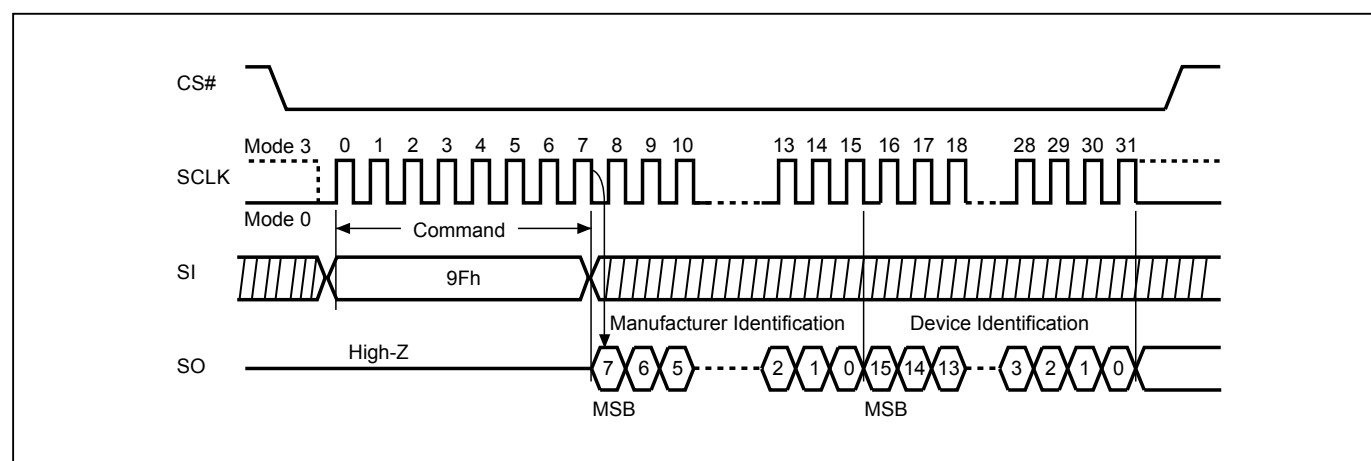 CS#
Mode 3 0 1 2 3 4 5 6 7 8 9 10 13 14 15 16 17 18 28 29 30 31
SCLK
Mode 0
Command
SI
9Fh
Manufacturer Identification Device Identification
High-Z
SO
7 6 5 2 1 0 15 14 13 3 2 1 0
MSB MSB